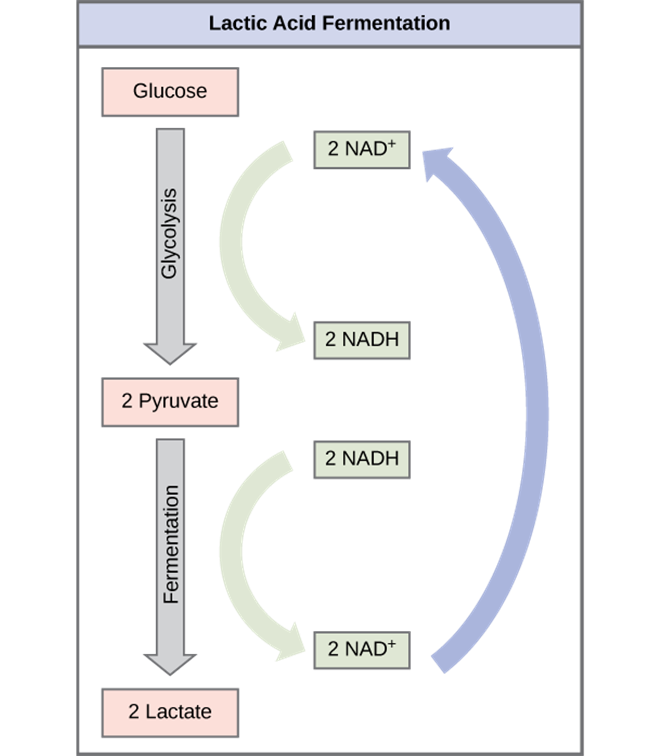 Lactic Acid Fermentation
Glucose
2 NAD⁺
Glycolysis
2 NADH
2 Pyruvate
2 NADH
Fermentation
2 NAD⁺
2 Lactate